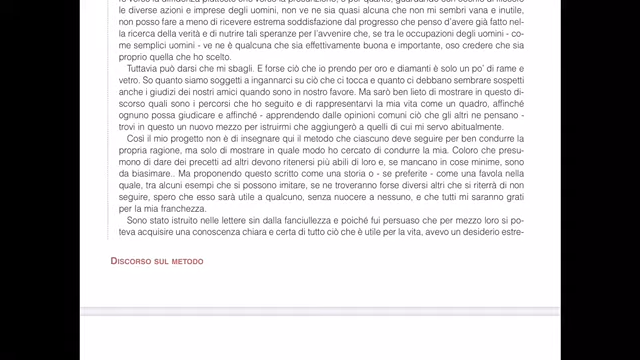 le diverse azioni e imprese degli uomini, non ve ne sia quasi alcuna che non mi sembri vana e inutile,
non posso fare a meno di ricevere estrema soddisfazione dal progresso che penso d'avere già fatto nel-
la ricerca della verità e di nutrire tali speranze per l'avvenire che, se tra le occupazioni degli uomini - co-
me semplici uomini - ve ne è qualcuna che sia effettivamente buona e importante, oso credere che sia
proprio quella che ho scelto.
Tuttavia può darsi che mi sbagli. E forse ciò che io prendo per oro e diamanti è solo un po' di rame e
vetro. So quanto siamo soggetti a ingannarci su ciò che ci tocca e quanto ci debbano sembrare sospetti
anche i giudizi dei nostri amici quando sono in nostro favore. Ma sarò ben lieto di mostrare in questo di-
scorso quali sono i percorsi che ho seguito e di rappresentarvi la mia vita come un quadro, affinché
ognuno possa giudicare e affinché - apprendendo dalle opinioni comuni ciò che gli altri ne pensano -
trovi in questo un nuovo mezzo per istruirmi che aggiungerò a quelli di cui mi servo abitualmente.
Così il mio progetto non è di insegnare qui il metodo che ciascuno deve seguire per ben condurre la
propria ragione, ma solo di mostrare in quale modo ho cercato di condurre la mia. Coloro che presu-
mono di dare dei precetti ad altri devono ritenersi più abili di loro e, se mancano in cose minime, sono
da biasimare.. Ma proponendo questo scritto come una storia o - se preferite - come una favola nella
quale, tra alcuni esempi che si possono imitare, se ne troveranno forse diversi altri che si riterrà di non
seguire, spero che esso sarà utile a qualcuno, senza nuocere a nessuno, e che tutti mi saranno grati
per la mia franchezza.
Sono stato istruito nelle lettere sin dalla fanciullezza e poiché fui persuaso che per mezzo loro si po-
teva acquisire una conoscenza chiara e certa di tutto ciò che è utile per la vita, avevo un desiderio estre-
DISCORSO SUL METODO